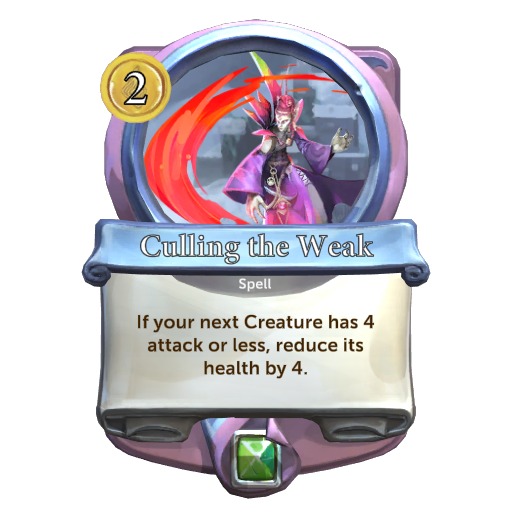 2
Culling the Weak
Spell
If your next Creature has 4
attack or less, reduce its
health by 4.